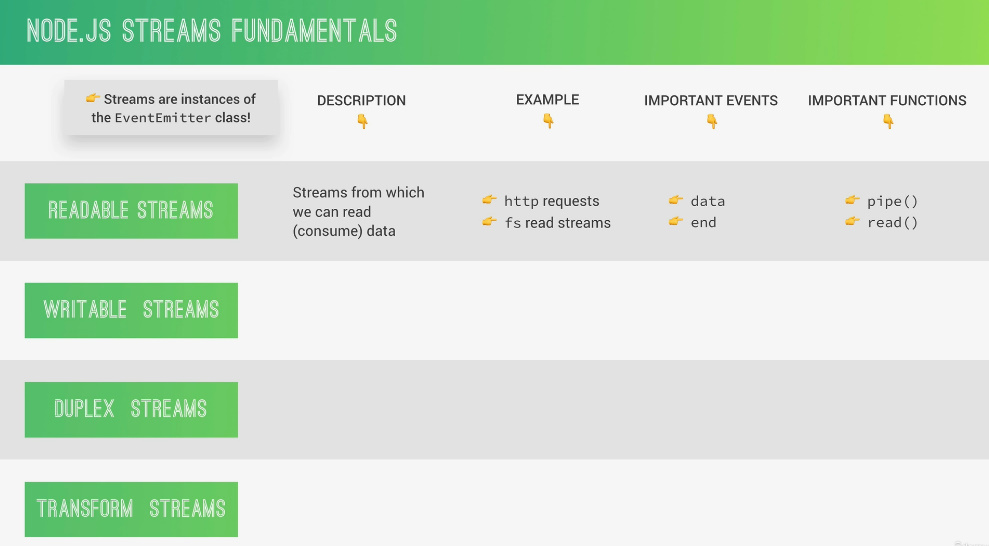 NODE.JS STREAMS FUNDAMENTALS
👉 Streams are instances of
the EventEmitter class!
DESCRIPTION
👇
EXAMPLE
👇
IMPORTANT EVENTS
👇
IMPORTANT FUNCTIONS
👇
READABLE STREAMS
Streams from which
we can read
(consume) data
👉 http requests
👉 fs read streams
👉 data
👉 end
👉 pipe()
👉 read()
WRITABLE STREAMS
DUPLEX STREAMS
TRANSFORM STREAMS